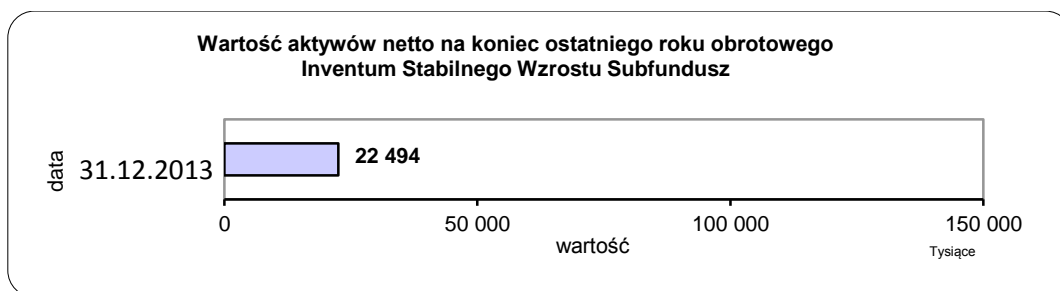 Wartość aktywów netto na koniec ostatniego roku obrotowego
Inventum Stabilnego Wzrostu Subfundusz
data
31.12.2013
22 494
0
50 000
100 000
150 000
wartość
Tysiące